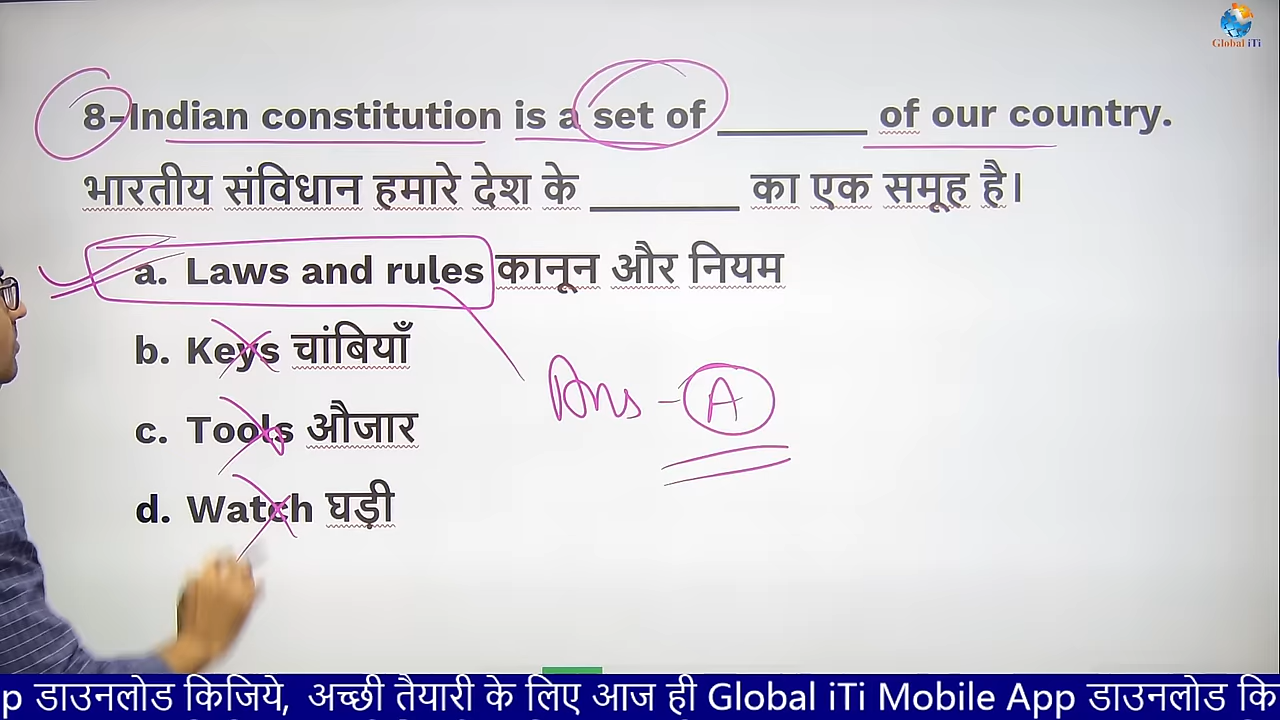 Global iTi
8-Indian constitution is a set of ________ of our country.
भारतीय संविधान हमारे देश के ________ का एक समूह है।
a. Laws and rules कानून और नियम
b. Keys चांबियाँ
c. Tools औजार
d. Watch घड़ी
Ans - A
p डाउनलोड किजिये, अच्छी तैयारी के लिए आज ही Global iTi Mobile App डाउनलोड कि